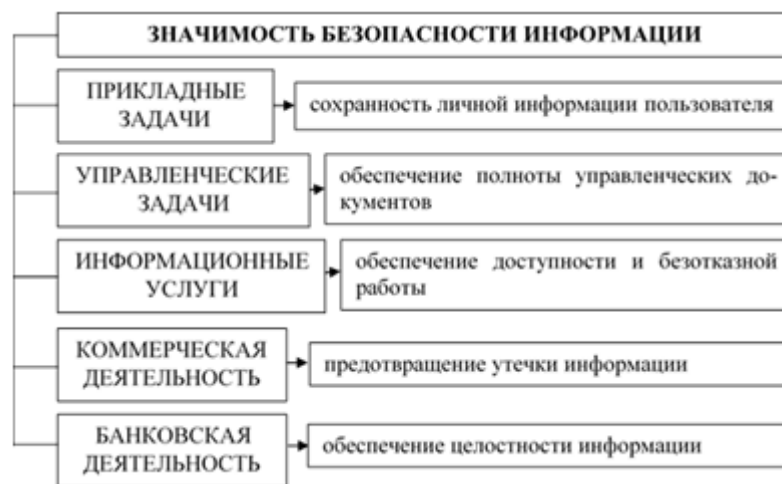 ЗНАЧИМОСТЬ БЕЗОПАСНОСТИ ИНФОРМАЦИИ
ПРИКЛАДНЫЕ
ЗАДАЧИ
сохранность личной информации пользователя
УПРАВЛЕНЧЕСКИЕ
ЗАДАЧИ
обеспечение полноты управленческих до-
кументов
ИНФОРМАЦИОННЫЕ
УСЛУГИ
обеспечение доступности и безотказной
работы
КОММЕРЧЕСКАЯ
ДЕЯТЕЛЬНОСТЬ
предотвращение утечки информации
БАНКОВСКАЯ
ДЕЯТЕЛЬНОСТЬ
обеспечение целостности информации